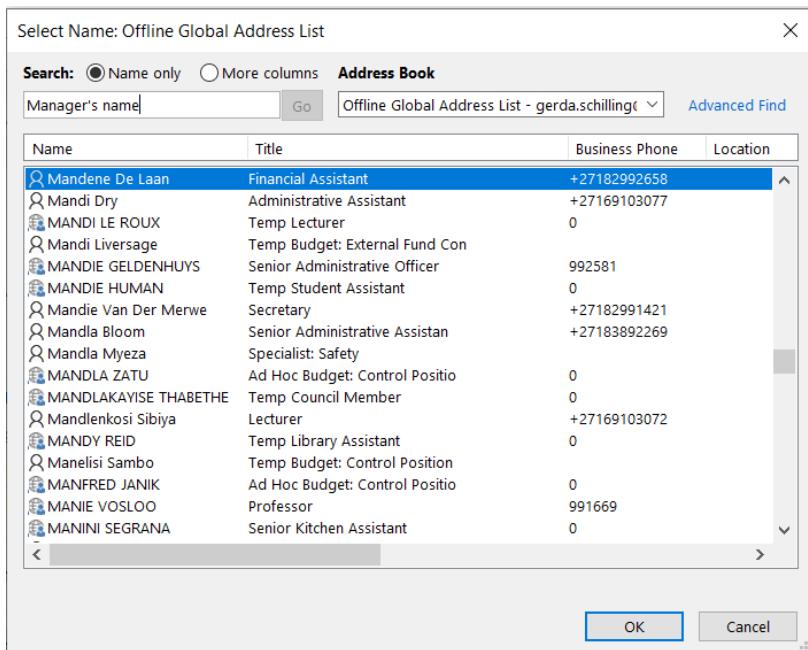 Select Name: Offline Global Address List
Search: Name only More columns Address Book
Manager's name Go Offline Global Address List - gerda.schilling( Advanced Find
Name Title Business Phone Location
Mandene De Laan Financial Assistant +27182992658
Mandi Dry Administrative Assistant +27169103077
MANDI LE ROUX Temp Lecturer 0
Mandi Liversage Temp Budget: External Fund Con
MANDIE GELDENHUYS Senior Administrative Officer 992581
MANDIE HUMAN Temp Student Assistant 0
Mandie Van Der Merwe Secretary +27182991421
Mandla Bloom Senior Administrative Assistan +27183892269
Mandla Myeza Specialist: Safety
MANDLA ZATU Ad Hoc Budget: Control Positio 0
MANDLAKAYISE THABETHE Temp Council Member 0
Mandlenkosi Sibiya Lecturer +27169103072
MANDY REID Temp Library Assistant 0
Manelisi Sambo Temp Budget: Control Position
MANFRED JANIK Ad Hoc Budget: Control Positio 0
MANIE VOSLOO Professor 991669
MANINI SEGRANA Senior Kitchen Assistant 0
OK Cancel